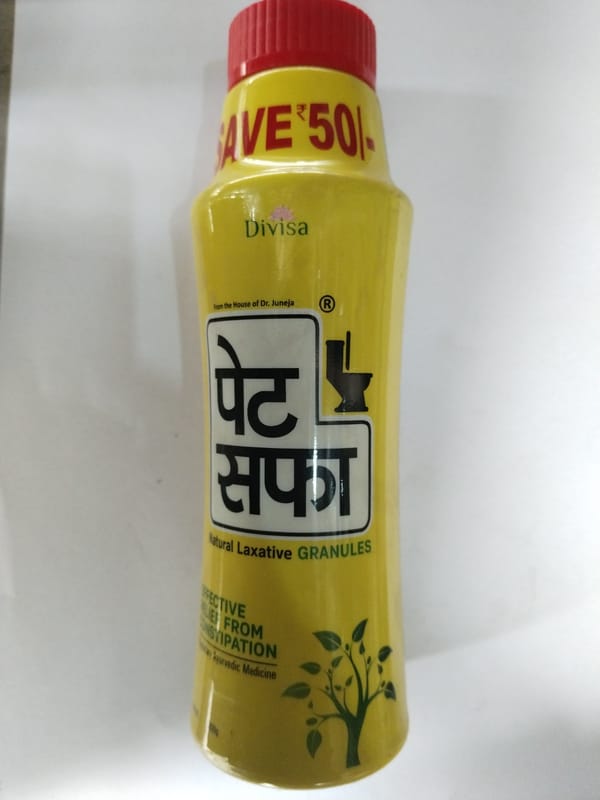 SAVE ₹50/-
Divisa
From the House of Dr. Juneja
®
पेट
सफा
Natural Laxative GRANULES
EFFECTIVE
RELIEF FROM
CONSTIPATION
Ayurvedic Medicine